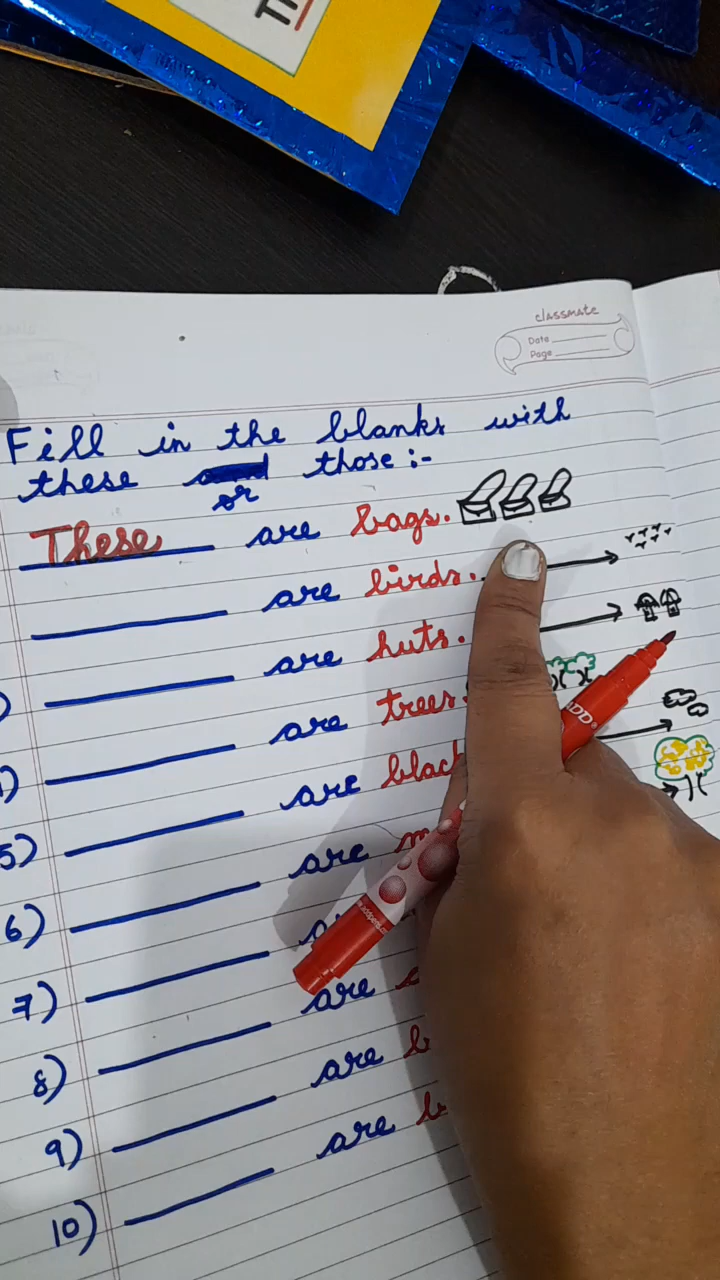 classmate
Date
Page
Fill in the blanks with
these or those :-
These are bags.
are birds.
are huts.
are trees.
5) are black
6) are
7)
8) are
9) are
10) are